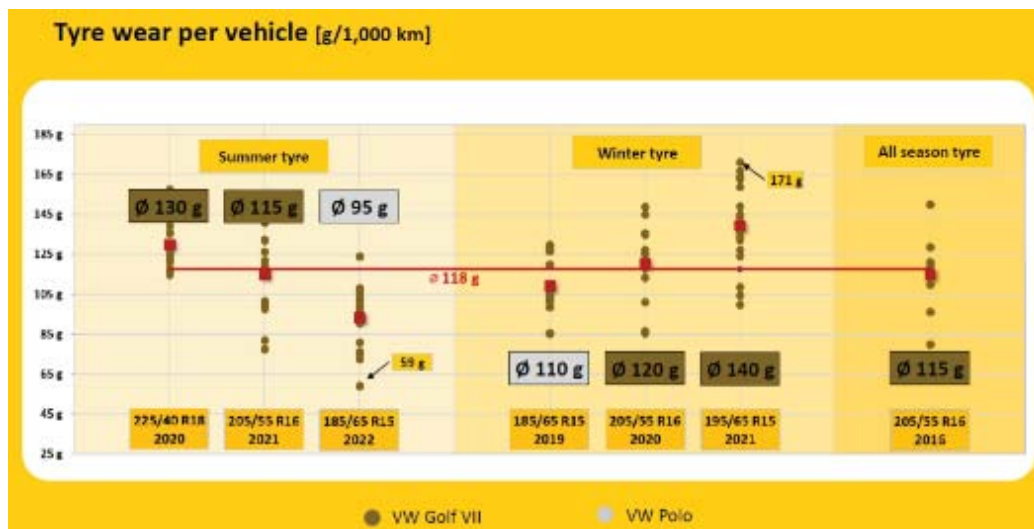 Tyre wear per vehicle [g/1,000 km]
185 g
165 g
145 g
125 g
105 g
85 g
65 g
45 g
25 g
Summer tyre
Winter tyre
All season tyre
Ø 130 g
Ø 115 g
Ø 95 g
171 g
Ø 118 g
59 g
Ø 110 g
Ø 120 g
Ø 140 g
Ø 115 g
225/40 R18
2020
205/55 R16
2021
185/65 R15
2022
185/65 R15
2019
205/55 R16
2020
195/65 R15
2021
205/55 R16
VW Golf VII
VW Polo